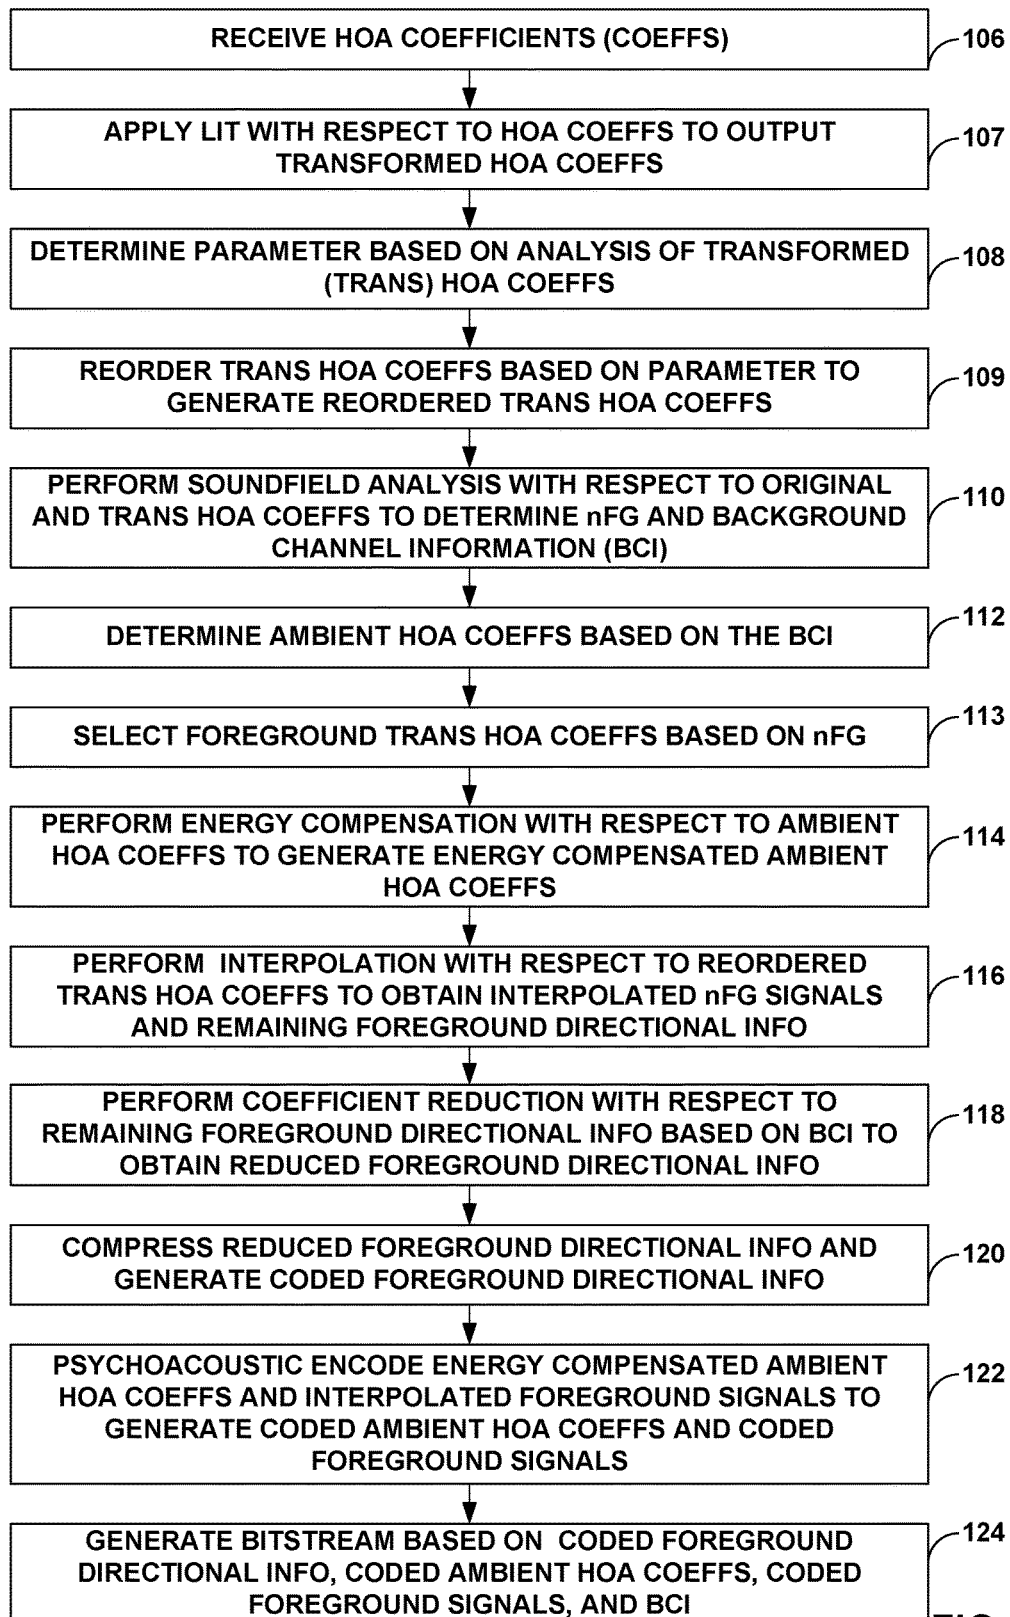 RECEIVE HOA COEFFICIENTS (COEFFS)
106
APPLY LIT WITH RESPECT TO HOA COEFFS TO OUTPUT
TRANSFORMED HOA COEFFS
107
DETERMINE PARAMETER BASED ON ANALYSIS OF TRANSFORMED
(TRANS) HOA COEFFS
108
REORDER TRANS HOA COEFFS BASED ON PARAMETER TO
GENERATE REORDERED TRANS HOA COEFFS
109
PERFORM SOUNDFIELD ANALYSIS WITH RESPECT TO ORIGINAL
AND TRANS HOA COEFFS TO DETERMINE nFG AND BACKGROUND
CHANNEL INFORMATION (BCI)
110
DETERMINE AMBIENT HOA COEFFS BASED ON THE BCI
112
SELECT FOREGROUND TRANS HOA COEFFS BASED ON nFG
113
PERFORM ENERGY COMPENSATION WITH RESPECT TO AMBIENT
HOA COEFFS TO GENERATE ENERGY COMPENSATED AMBIENT
HOA COEFFS
114
PERFORM INTERPOLATION WITH RESPECT TO REORDERED
TRANS HOA COEFFS TO OBTAIN INTERPOLATED nFG SIGNALS
AND REMAINING FOREGROUND DIRECTIONAL INFO
116
PERFORM COEFFICIENT REDUCTION WITH RESPECT TO
REMAINING FOREGROUND DIRECTIONAL INFO BASED ON BCI TO
OBTAIN REDUCED FOREGROUND DIRECTIONAL INFO
118
COMPRESS REDUCED FOREGROUND DIRECTIONAL INFO AND
GENERATE CODED FOREGROUND DIRECTIONAL INFO
120
PSYCHOACOUSTIC ENCODE ENERGY COMPENSATED AMBIENT
HOA COEFFS AND INTERPOLATED FOREGROUND SIGNALS TO
GENERATE CODED AMBIENT HOA COEFFS AND CODED
FOREGROUND SIGNALS
122
GENERATE BITSTREAM BASED ON CODED FOREGROUND
DIRECTIONAL INFO, CODED AMBIENT HOA COEFFS, CODED
FOREGROUND SIGNALS, AND BCI
124